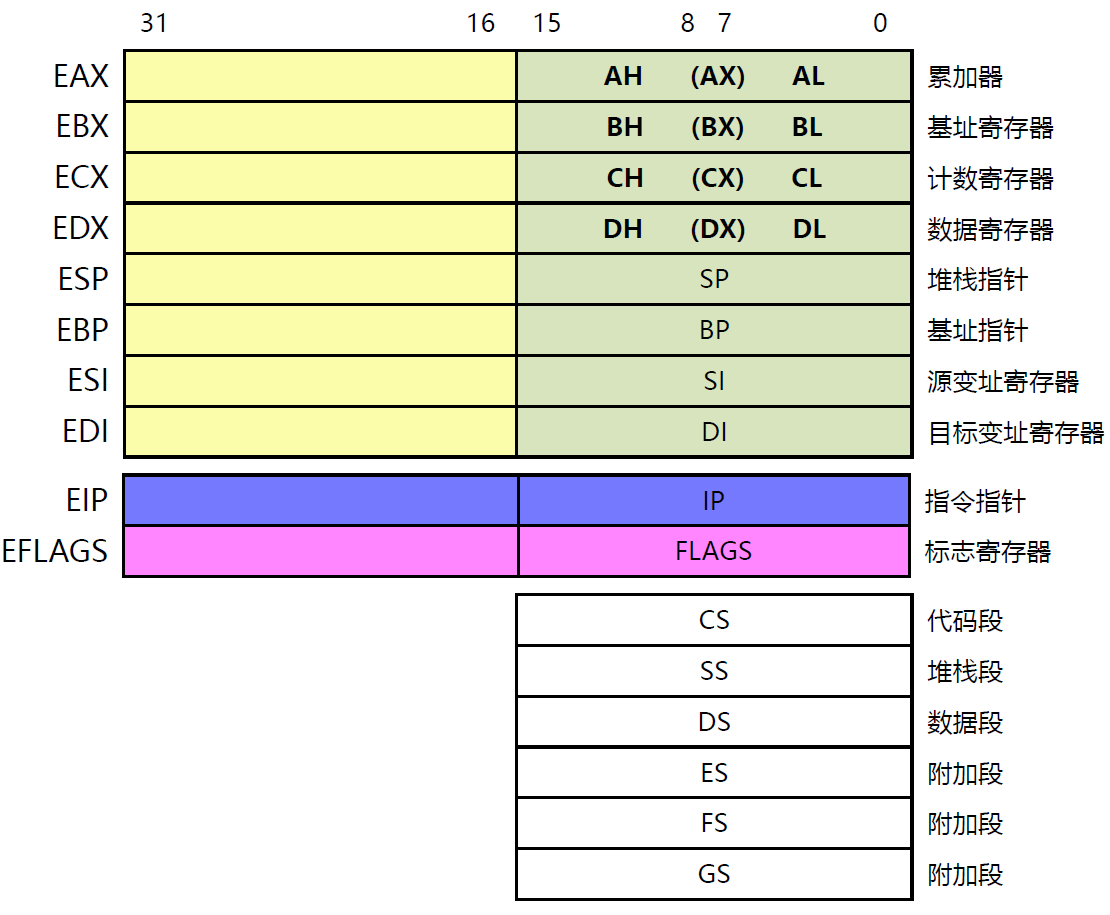 31 16 15 8 7 0
EAX AH (AX) AL 累加器
EBX BH (BX) BL 基址寄存器
ECX CH (CX) CL 计数寄存器
EDX DH (DX) DL 数据寄存器
ESP SP 堆栈指针
EBP BP 基址指针
ESI SI 源变址寄存器
EDI DI 目标变址寄存器
EIP IP 指令指针
EFLAGS FLAGS 标志寄存器
CS 代码段
SS 堆栈段
DS 数据段
ES 附加段
FS 附加段
GS 附加段